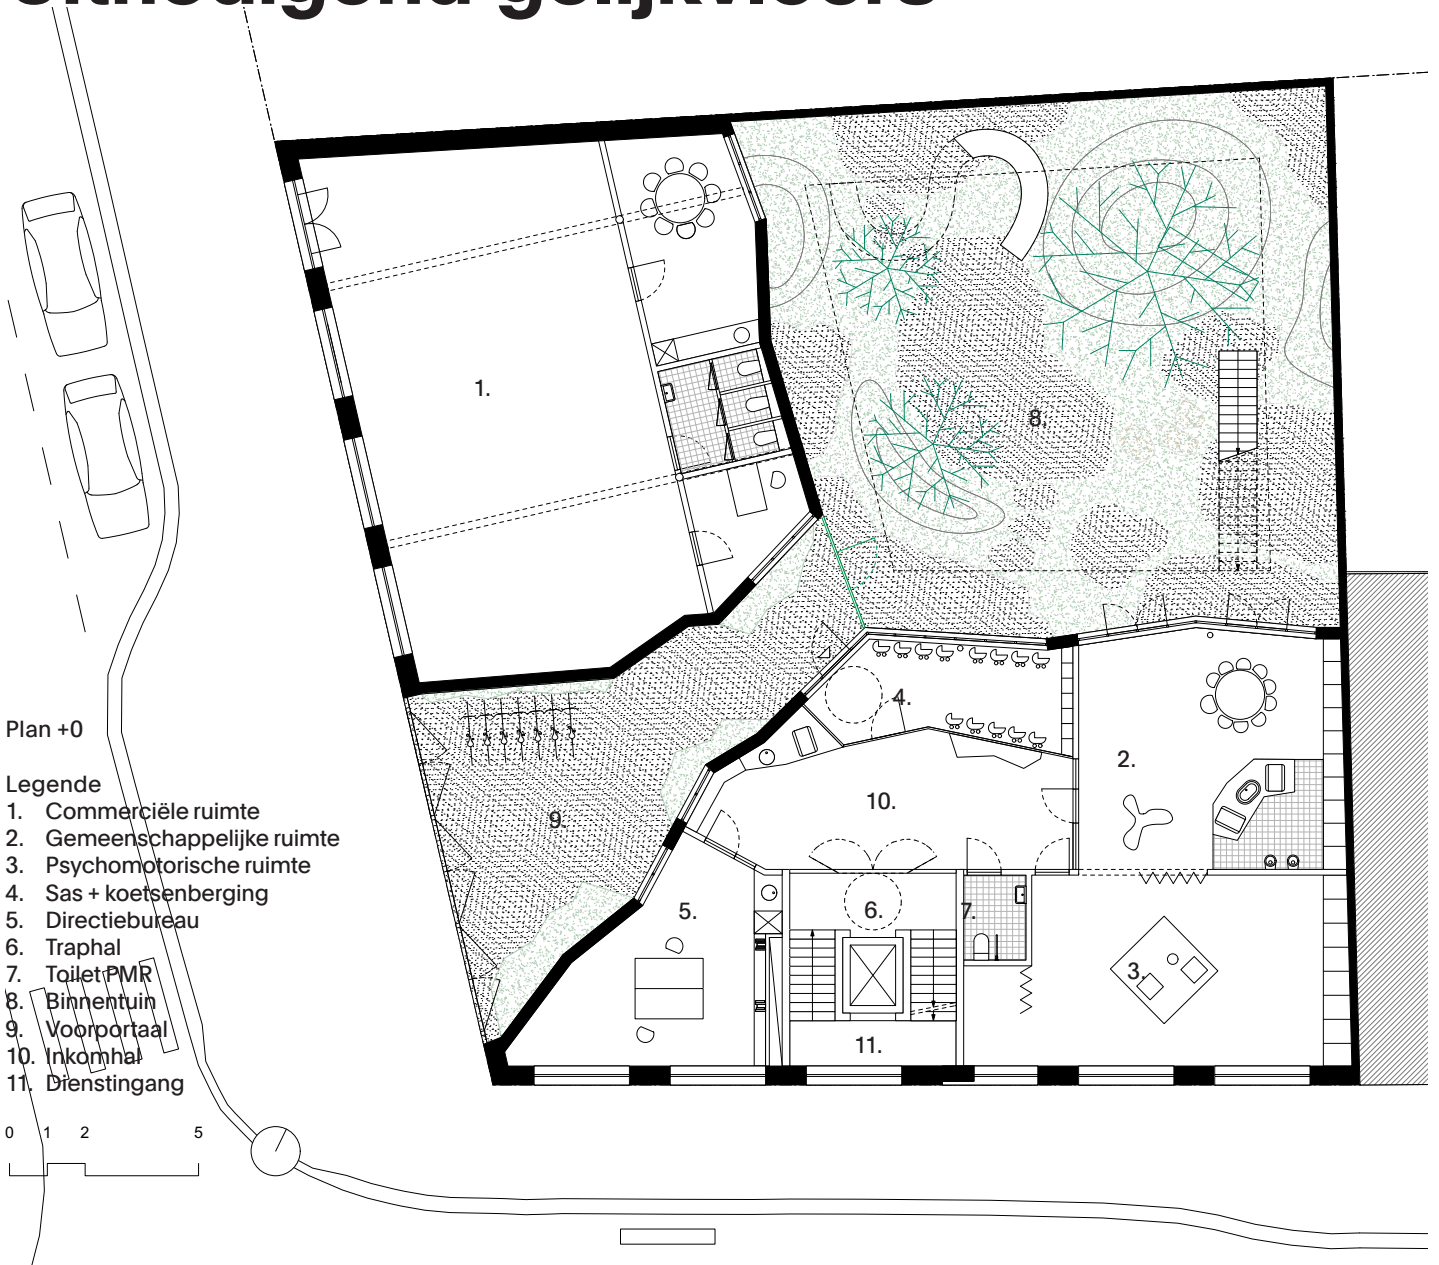 uitnodigend gelijkvloers
1.
8.
4.
2.
10.
9.
5.
6.
7.
3.
11.
Plan +0
Legende
1. Commerciële ruimte
2. Gemeenschappelijke ruimte
3. Psychomotorische ruimte
4. Sas + koetsenberging
5. Directiebureau
6. Traphal
7. Toilet PMR
8. Binnentuin
9. Voorportaal
10. Inkomhal
11. Dienstingang
0 1 2 5